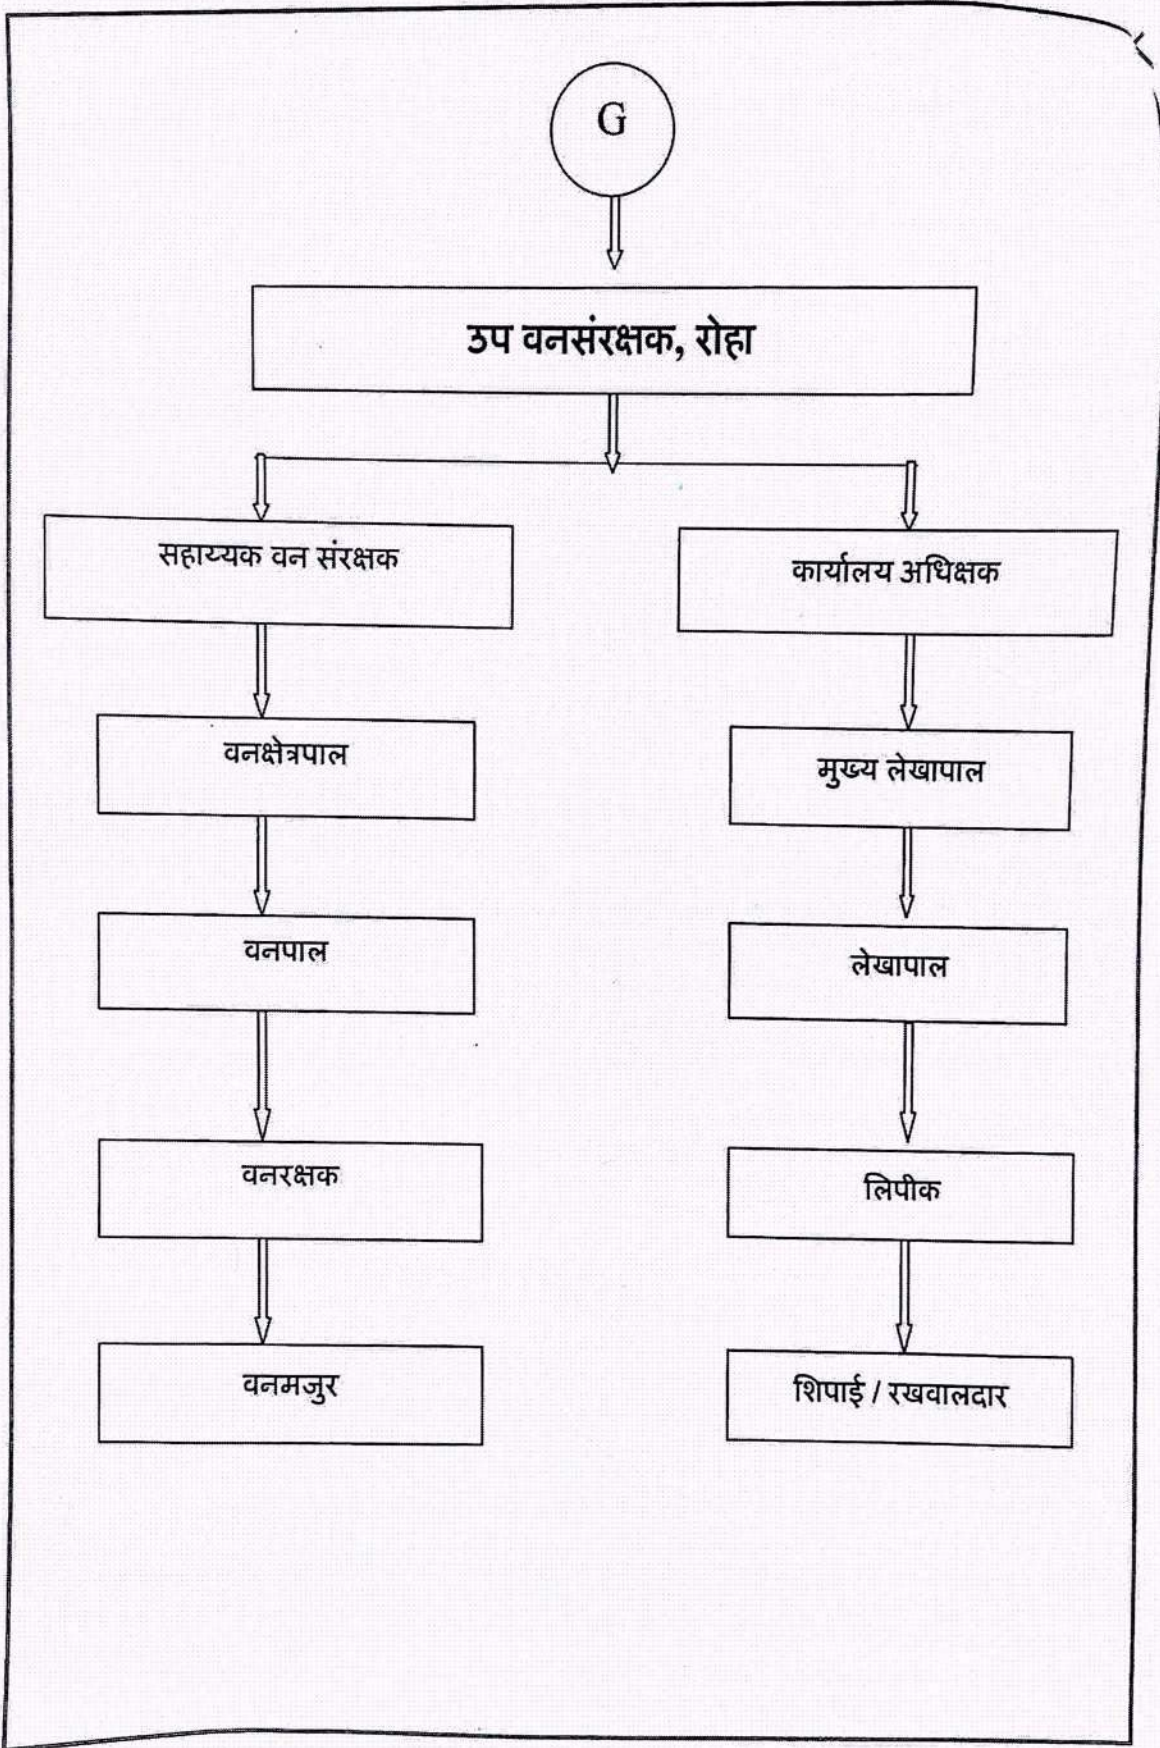 G
उप वनसंरक्षक, रोहा
सहाय्यक वन संरक्षक
कार्यालय अधिक्षक
वनक्षेत्रपाल
मुख्य लेखापाल
वनपाल
लेखापाल
वनरक्षक
लिपीक
वनमजुर
शिपाई / रखवालदार